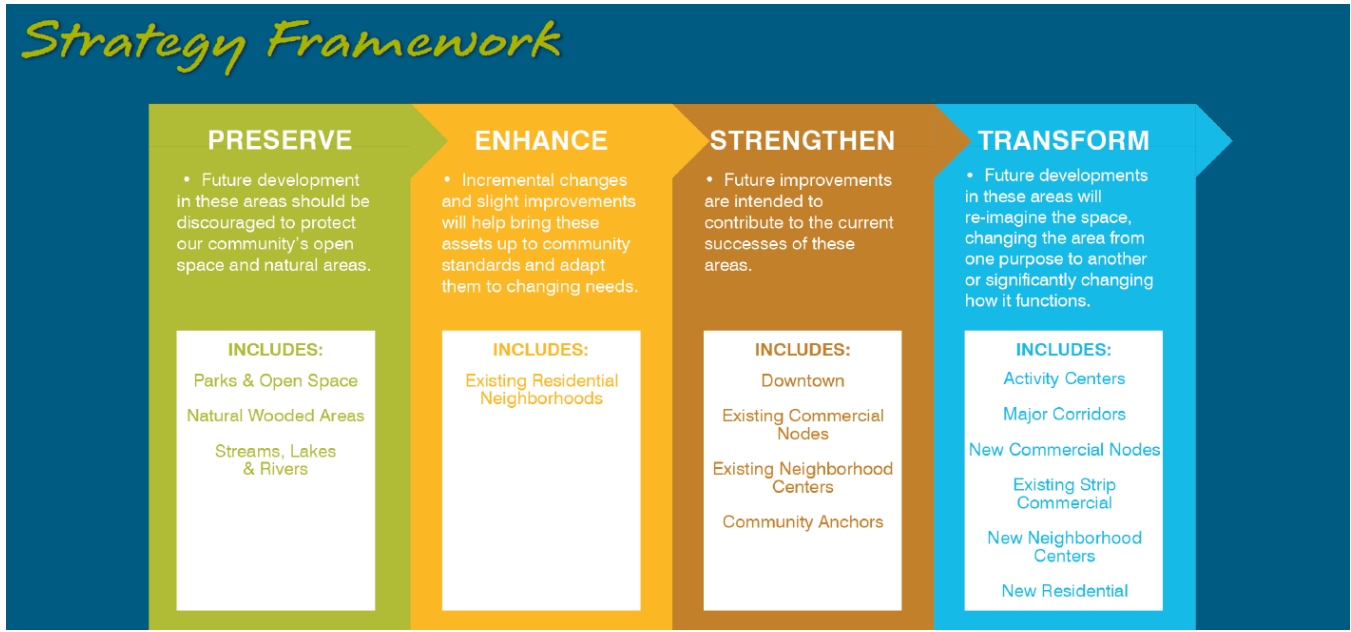 Strategy Framework
PRESERVE
• Future development
in these areas should be
discouraged to protect
our community's open
space and natural areas.
INCLUDES:
Parks & Open Space
Natural Wooded Areas
Streams, Lakes
& Rivers
ENHANCE
• Incremental changes
and slight improvements
will help bring these
assets up to community
standards and adapt
them to changing needs.
INCLUDES:
Existing Residential
Neighborhoods
STRENGTHEN
• Future improvements
are intended to
contribute to the current
successes of these
areas.
INCLUDES:
Downtown
Existing Commercial
Nodes
Existing Neighborhood
Centers
Community Anchors
TRANSFORM
• Future developments
in these areas will
re-imagine the space,
changing the area from
one purpose to another
or significantly changing
how it functions.
INCLUDES:
Activity Centers
Major Corridors
New Commercial Nodes
Existing Strip
Commercial
New Neighborhood
Centers
New Residential